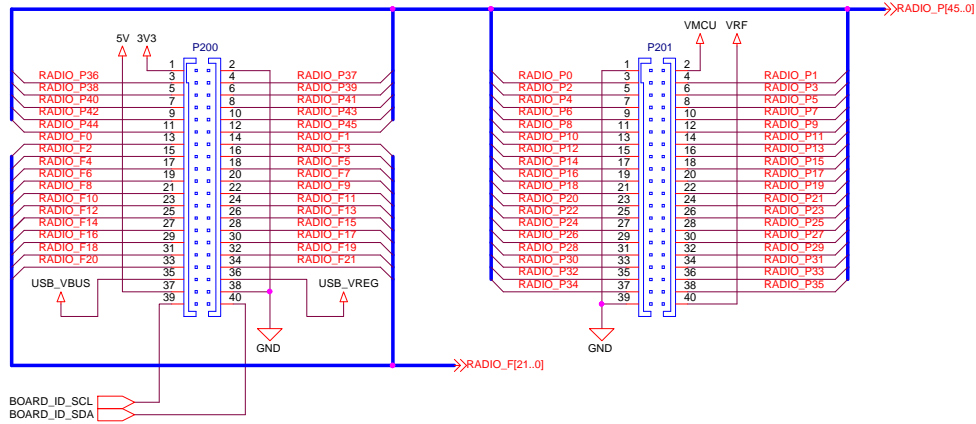 RADIO_P[45..0]
5V 3V3 P200
VMCU VRF P201
1 2 1 2
RADIO_P36 3 4 RADIO_P37 RADIO_P0 3 4 RADIO_P1
RADIO_P38 5 6 RADIO_P39 RADIO_P2 5 6 RADIO_P3
RADIO_P40 7 8 RADIO_P41 RADIO_P4 7 8 RADIO_P5
RADIO_P42 9 10 RADIO_P43 RADIO_P6 9 10 RADIO_P7
RADIO_P44 11 12 RADIO_P45 RADIO_P8 11 12 RADIO_P9
RADIO_F0 13 14 RADIO_F1 RADIO_P10 13 14 RADIO_P11
RADIO_F2 15 16 RADIO_F3 RADIO_P12 15 16 RADIO_P13
RADIO_F4 17 18 RADIO_F5 RADIO_P14 17 18 RADIO_P15
RADIO_F6 19 20 RADIO_F7 RADIO_P16 19 20 RADIO_P17
RADIO_F8 21 22 RADIO_F9 RADIO_P18 21 22 RADIO_P19
RADIO_F10 23 24 RADIO_F11 RADIO_P20 23 24 RADIO_P21
RADIO_F12 25 26 RADIO_F13 RADIO_P22 25 26 RADIO_P23
RADIO_F14 27 28 RADIO_F15 RADIO_P24 27 28 RADIO_P25
RADIO_F16 29 30 RADIO_F17 RADIO_P26 29 30 RADIO_P27
RADIO_F18 31 32 RADIO_F19 RADIO_P28 31 32 RADIO_P29
RADIO_F20 33 34 RADIO_F21 RADIO_P30 33 34 RADIO_P31
35 36 RADIO_P32 35 36 RADIO_P33
USB_VBUS 37 38 USB_VREG RADIO_P34 37 38 RADIO_P35
39 40 39 40
GND GND
RADIO_F[21..0]
BOARD_ID_SCL
BOARD_ID_SDA